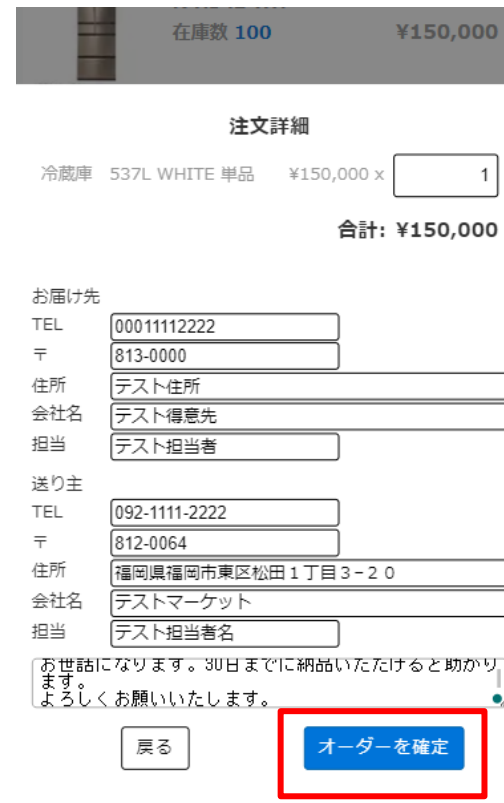 在庫数 100 ¥150,000
注文詳細
冷蔵庫 537L WHITE 単品 ¥150,000 x 1
合計: ¥150,000
お届け先
TEL 00011112222
〒 813-0000
住所 テスト住所
会社名 テスト得意先
担当 テスト担当者
送り主
TEL 092-1111-2222
〒 812-0064
住所 福岡県福岡市東区松田１丁目３−２０
会社名 テストマーケット
担当 テスト担当者名
お世話になります。30日までに納品いただけると助かり
ます。
よろしくお願いいたします。
戻る オーダーを確定